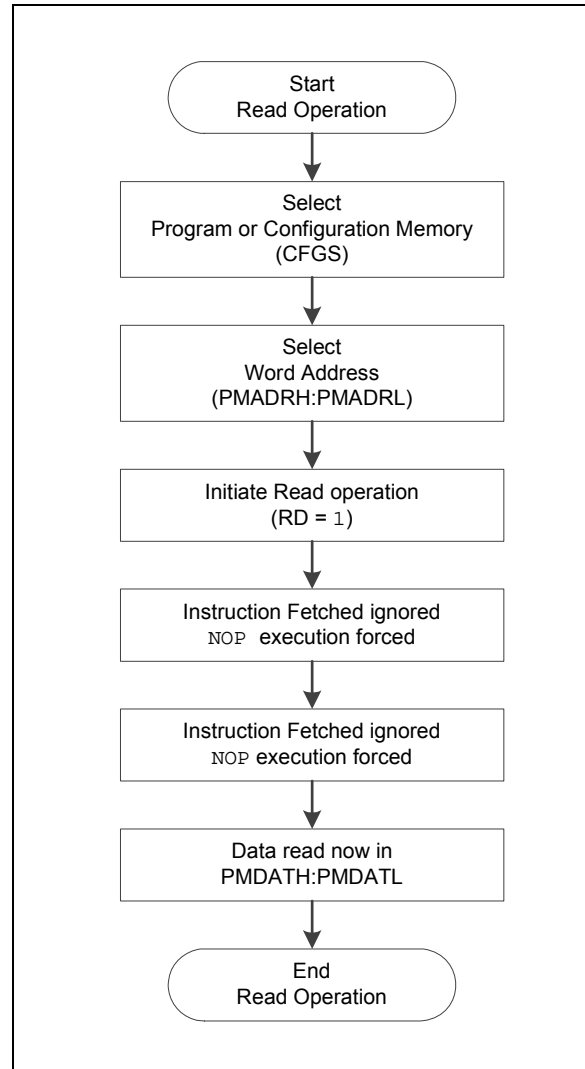 Start
Read Operation
Select
Program or Configuration Memory
(CFGS)
Select
Word Address
(PMADRH:PMADRL)
Initiate Read operation
(RD = 1)
Instruction Fetched ignored
NOP execution forced
Instruction Fetched ignored
NOP execution forced
Data read now in
PMDATH:PMDATL
End
Read Operation